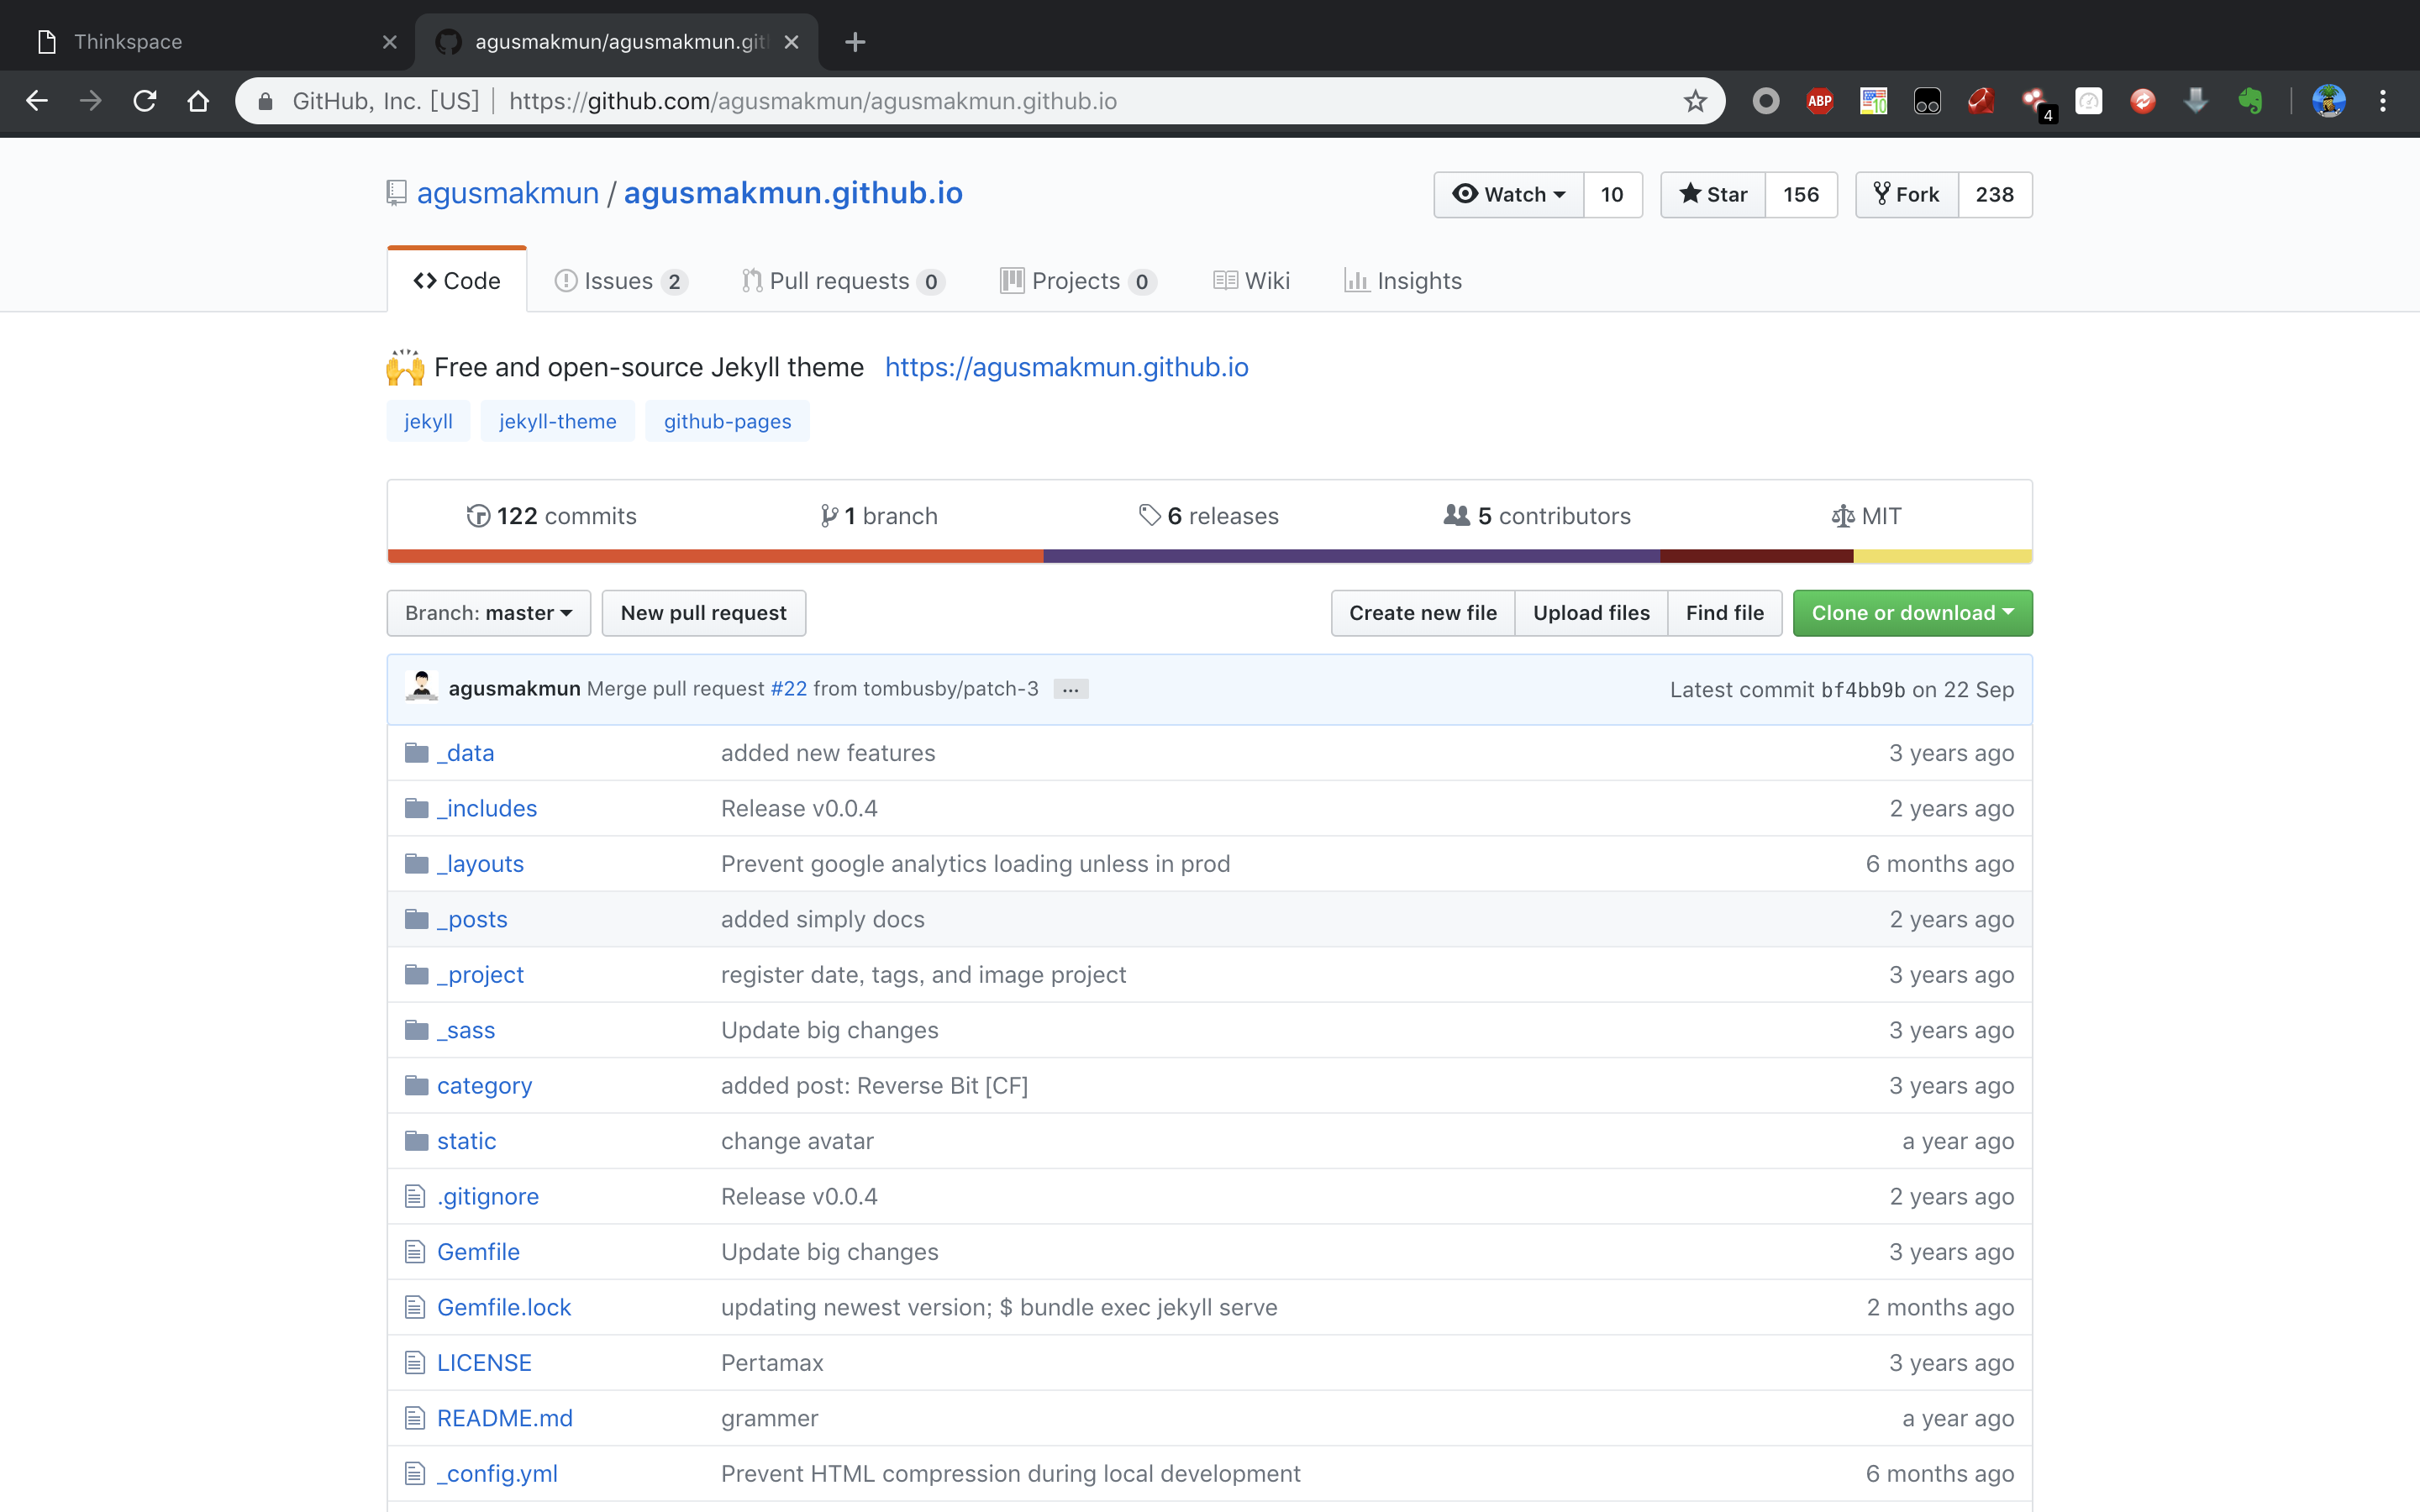 Thinkspace
agusmakmun/agusmakmun.git
GitHub, Inc. [US] | https://github.com/agusmakmun/agusmakmun.github.io
ABP
10
4
agusmakmun / agusmakmun.github.io
Watch 10
Star 156
Fork 238
Code
Issues 2
Pull requests 0
Projects 0
Wiki
Insights
Free and open-source Jekyll theme https://agusmakmun.github.io
jekyll jekyll-theme github-pages
122 commits
1 branch
6 releases
5 contributors
MIT
Branch: master
New pull request
Create new file
Upload files
Find file
Clone or download
agusmakmun Merge pull request #22 from tombusby/patch-3 ...
Latest commit bf4bb9b on 22 Sep
_data added new features 3 years ago
_includes Release v0.0.4 2 years ago
_layouts Prevent google analytics loading unless in prod 6 months ago
_posts added simply docs 2 years ago
_project register date, tags, and image project 3 years ago
_sass Update big changes 3 years ago
category added post: Reverse Bit [CF] 3 years ago
static change avatar a year ago
.gitignore Release v0.0.4 2 years ago
Gemfile Update big changes 3 years ago
Gemfile.lock updating newest version; $ bundle exec jekyll serve 2 months ago
LICENSE Pertamax 3 years ago
README.md grammer a year ago
_config.yml Prevent HTML compression during local development 6 months ago